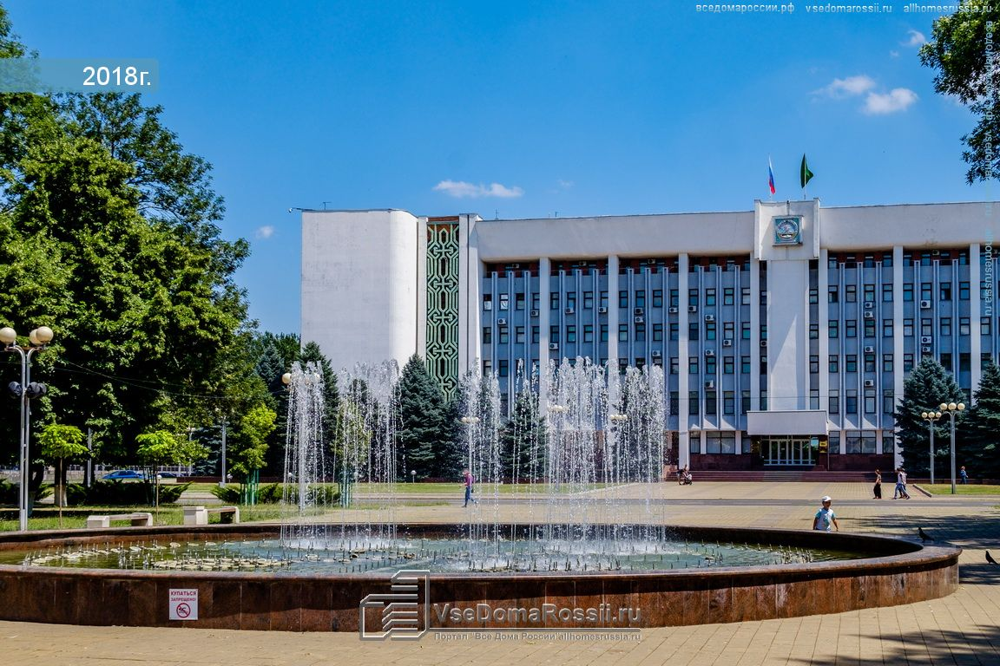 вседомароссии.рф vsedomarossii.ru allhomesrussia.ru
2018г.
КУПАТЬСЯ
ЗАПРЕЩЕНО!
VseDomaRossii.ru
Портал "Все Дома России" allhomesrussia.ru